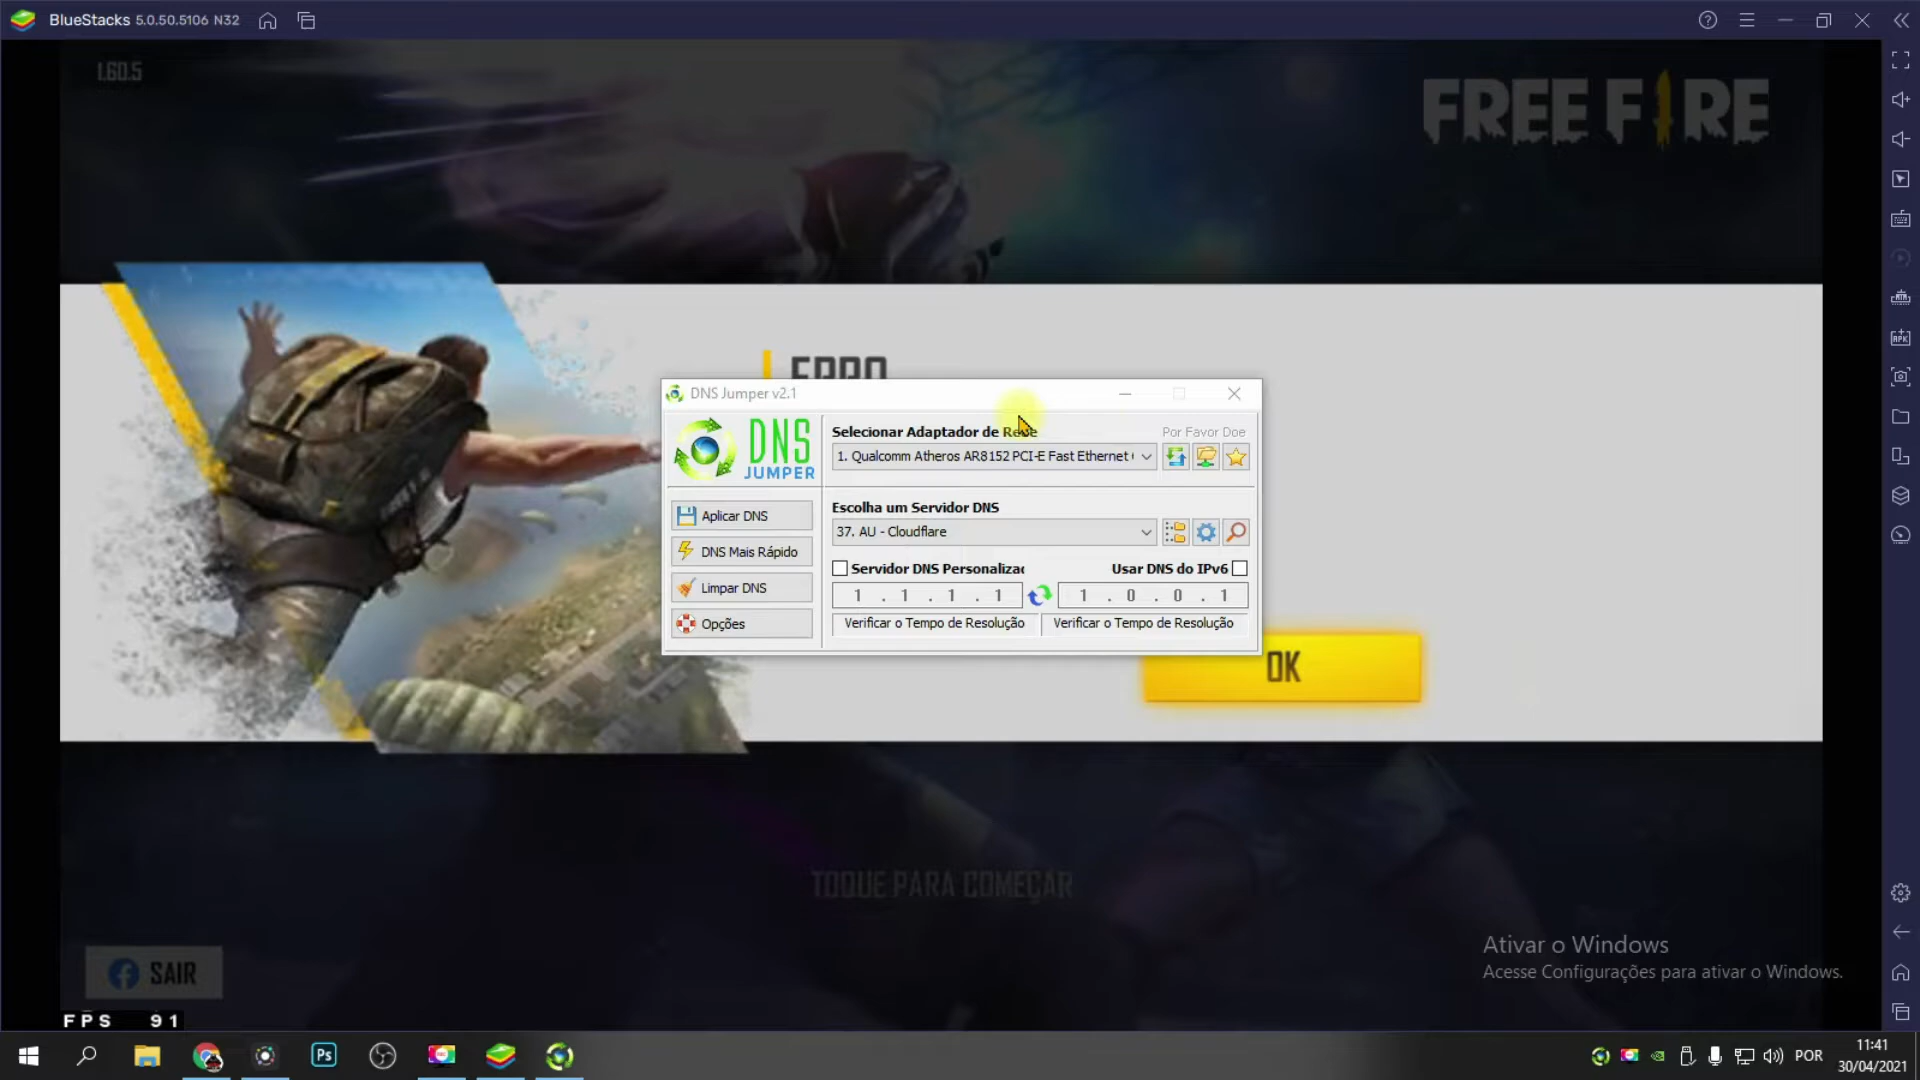 BlueStacks 5.0.50.5106 N32
1.60.5
FREE FIRE
ERRO
DNS Jumper v2.1
DNS
JUMPER
Selecionar Adaptador de Rede
Por Favor Doe
1. Qualcomm Atheros AR8152 PCI-E Fast Ethernet (
Escolha um Servidor DNS
37. AU - Cloudflare
Aplicar DNS
DNS Mais Rápido
Limpar DNS
Opções
Servidor DNS Personalizac
Usar DNS do IPv6
1 . 1 . 1 . 1
1 . 0 . 0 . 1
Verificar o Tempo de Resolução
Verificar o Tempo de Resolução
OK
TOQUE PARA COMEÇAR
SAIR
FPS 91
Ativar o Windows
Acesse Configurações para ativar o Windows.
Ps
POR
11:41
30/04/2021